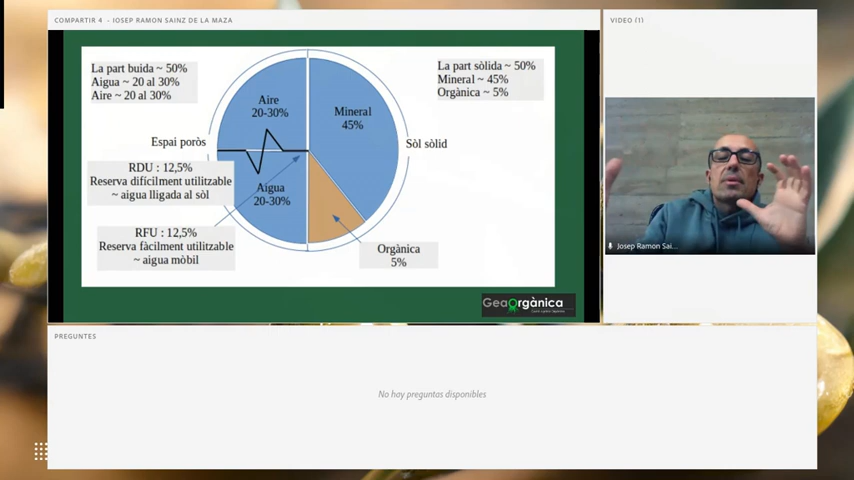 COMPARTIR 4 - IOSEP RAMON SAINZ DE LA MAZA
VIDEO (1)
La part buida ~ 50%
Aigua ~ 20 al 30%
Aire ~ 20 al 30%
La part sòlida ~ 50%
Mineral ~ 45%
Orgànica ~ 5%
Aire
20-30%
Mineral
45%
Espai poròs
Sòl sòlid
RDU : 12,5%
Reserva difícilment utilitzable
~ aigua lligada al sòl
Aigua
20-30%
RFU : 12,5%
Reserva fàcilment utilitzable
~ aigua mòbil
Orgànica
5%
Josep Ramon Sai...
GeaOrgànica
PREGUNTES
No hay preguntas disponibles